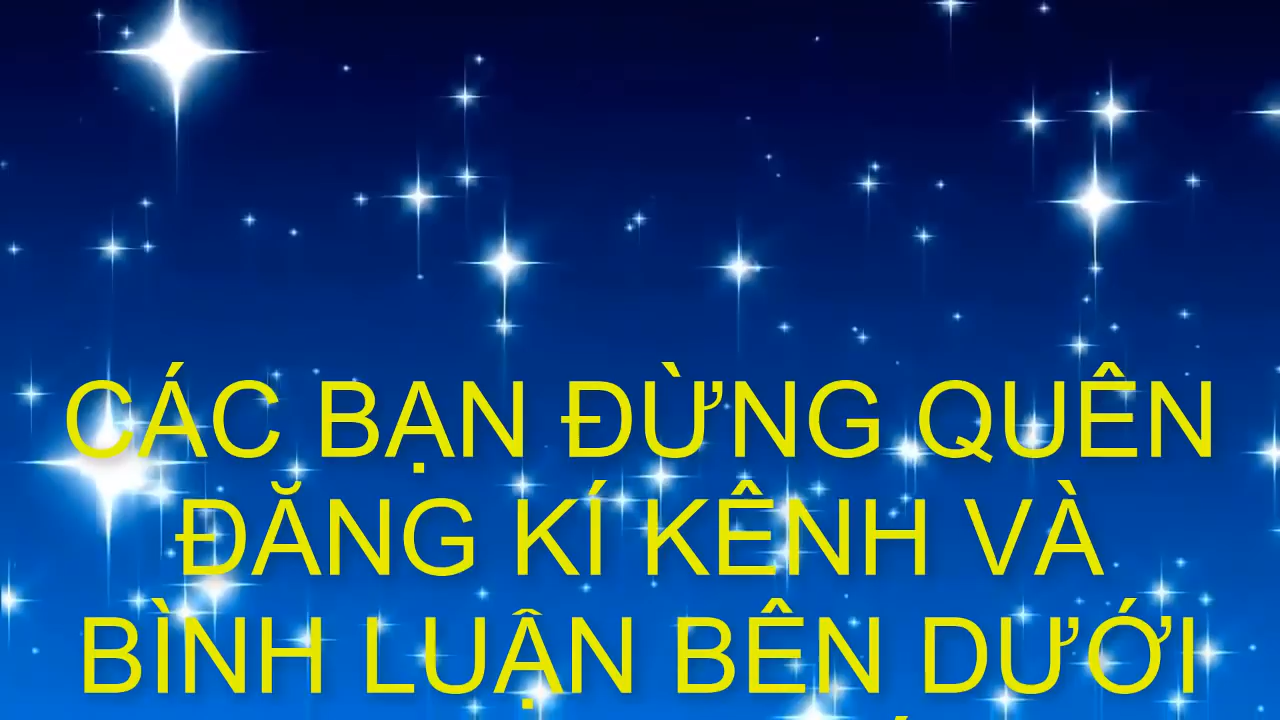 CÁC BẠN ĐỪNG QUÊN
ĐĂNG KÍ KÊNH VÀ
BÌNH LUẬN BÊN DƯỚI